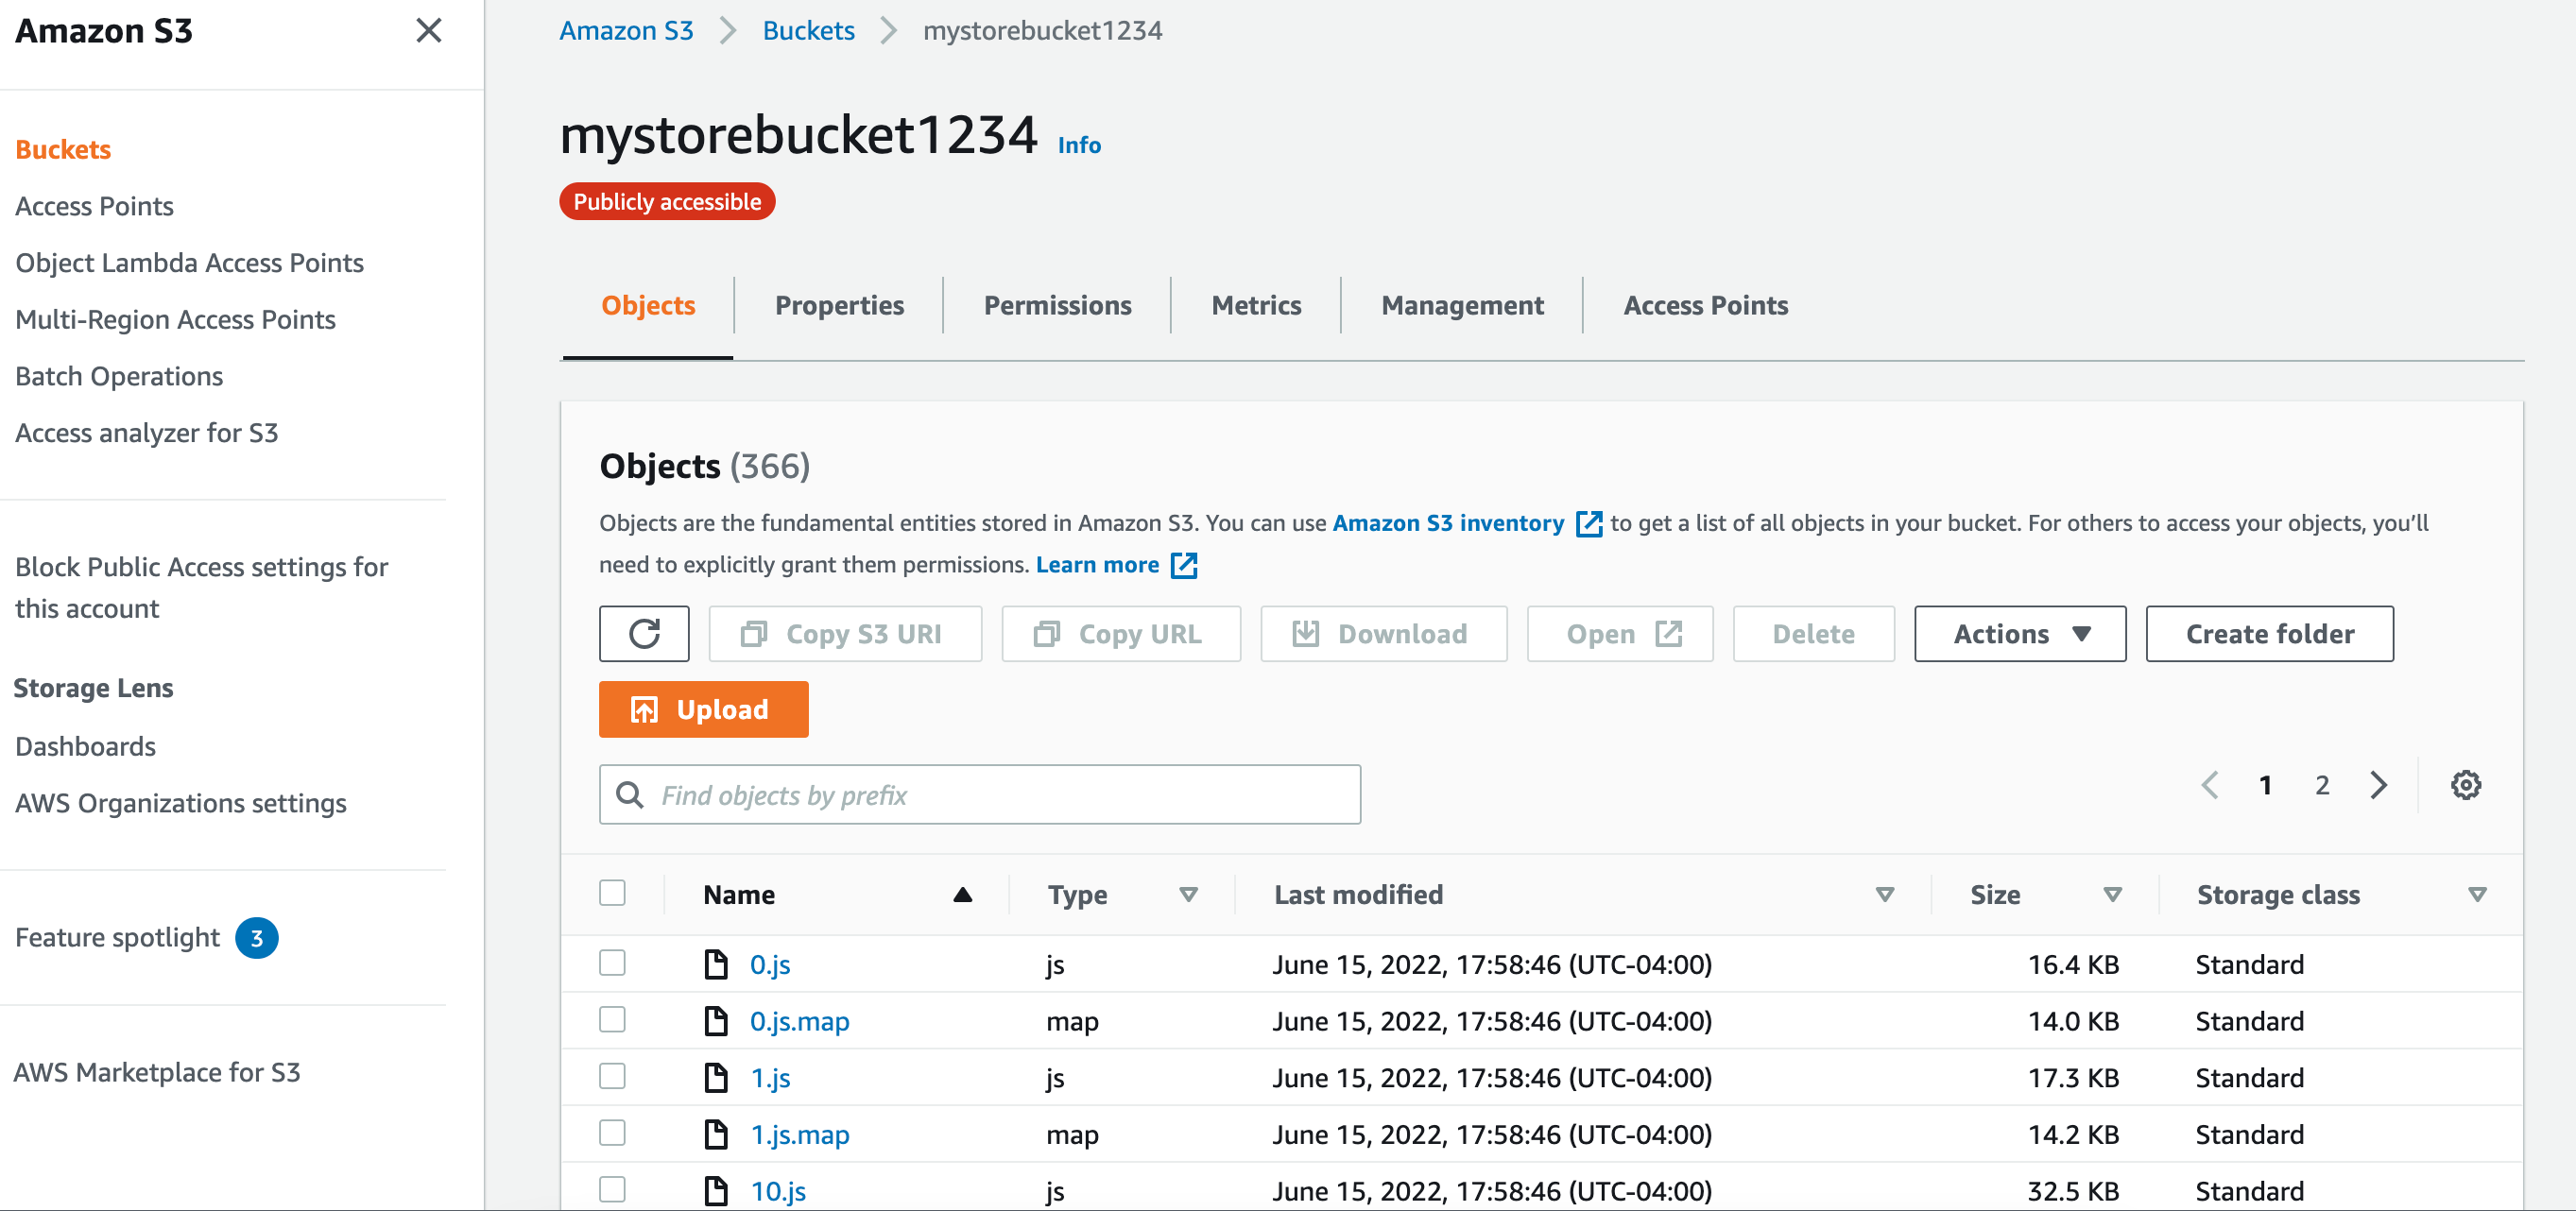 Amazon S3
Buckets
Access Points
Object Lambda Access Points
Multi-Region Access Points
Batch Operations
Access analyzer for S3
Block Public Access settings for
this account
Storage Lens
Dashboards
AWS Organizations settings
Feature spotlight 3
AWS Marketplace for S3
Amazon S3 Buckets mystorebucket1234
mystorebucket1234 Info
Publicly accessible
Objects Properties Permissions Metrics Management Access Points
Objects (366)
Objects are the fundamental entities stored in Amazon S3. You can use Amazon S3 inventory to get a list of all objects in your bucket. For others to access your objects, you’ll
need to explicitly grant them permissions. Learn more
Copy S3 URI Copy URL Download Open Delete Actions Create folder
Upload
Find objects by prefix 1 2
Name Type Last modified Size Storage class
0.js js June 15, 2022, 17:58:46 (UTC-04:00) 16.4 KB Standard
0.js.map map June 15, 2022, 17:58:46 (UTC-04:00) 14.0 KB Standard
1.js js June 15, 2022, 17:58:46 (UTC-04:00) 17.3 KB Standard
1.js.map map June 15, 2022, 17:58:46 (UTC-04:00) 14.2 KB Standard
10.js js June 15, 2022, 17:58:46 (UTC-04:00) 32.5 KB Standard